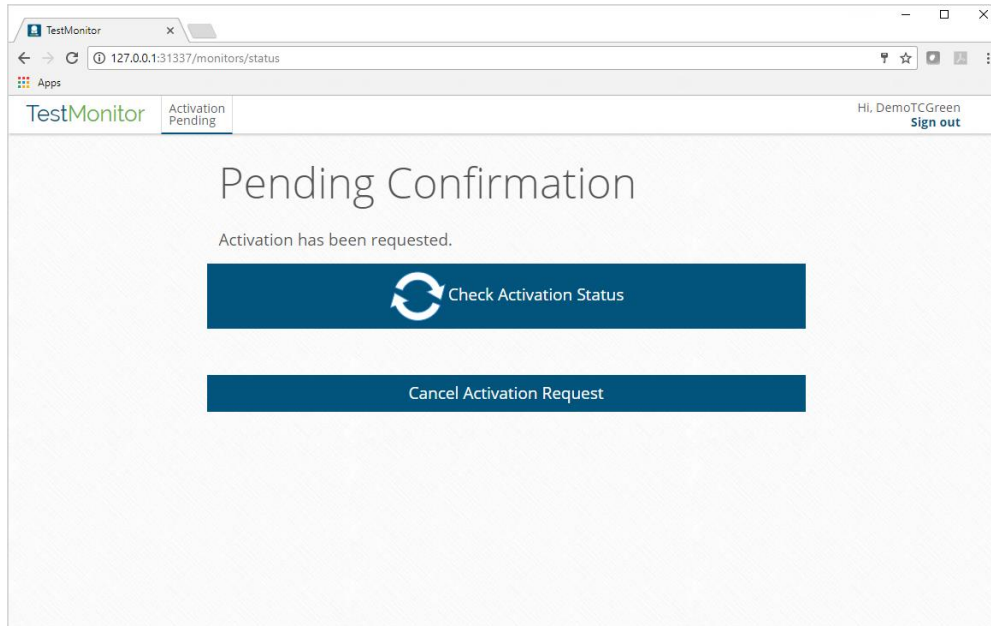 TestMonitor
127.0.0.1:31337/monitors/status
Apps
TestMonitor
Activation
Pending
Hi, DemoTCGreen
Sign out
Pending Confirmation
Activation has been requested.
Check Activation Status
Cancel Activation Request